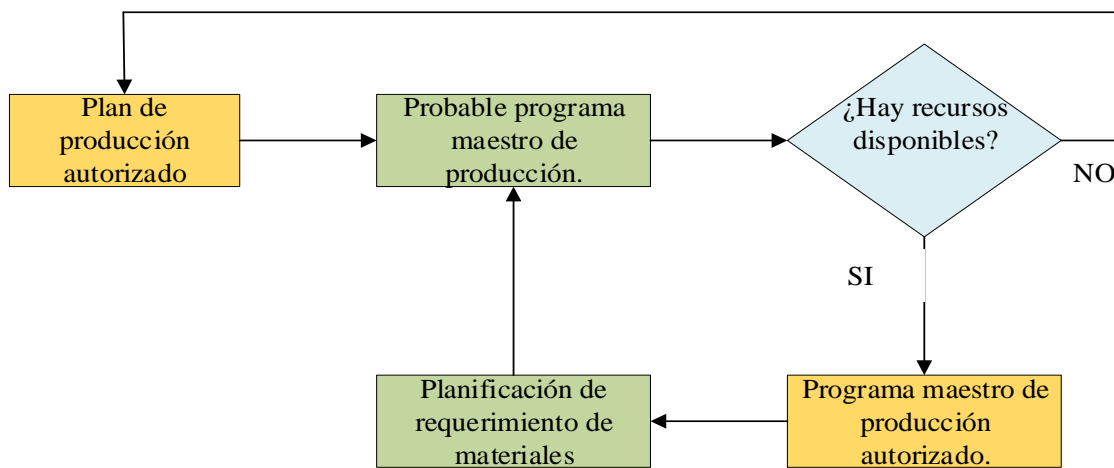 Plan de
producción
autorizado
Probable programa
maestro de
producción.
¿Hay recursos
disponibles?
NO
SI
Planificación de
requerimiento de
materiales
Programa maestro de
producción
autorizado.